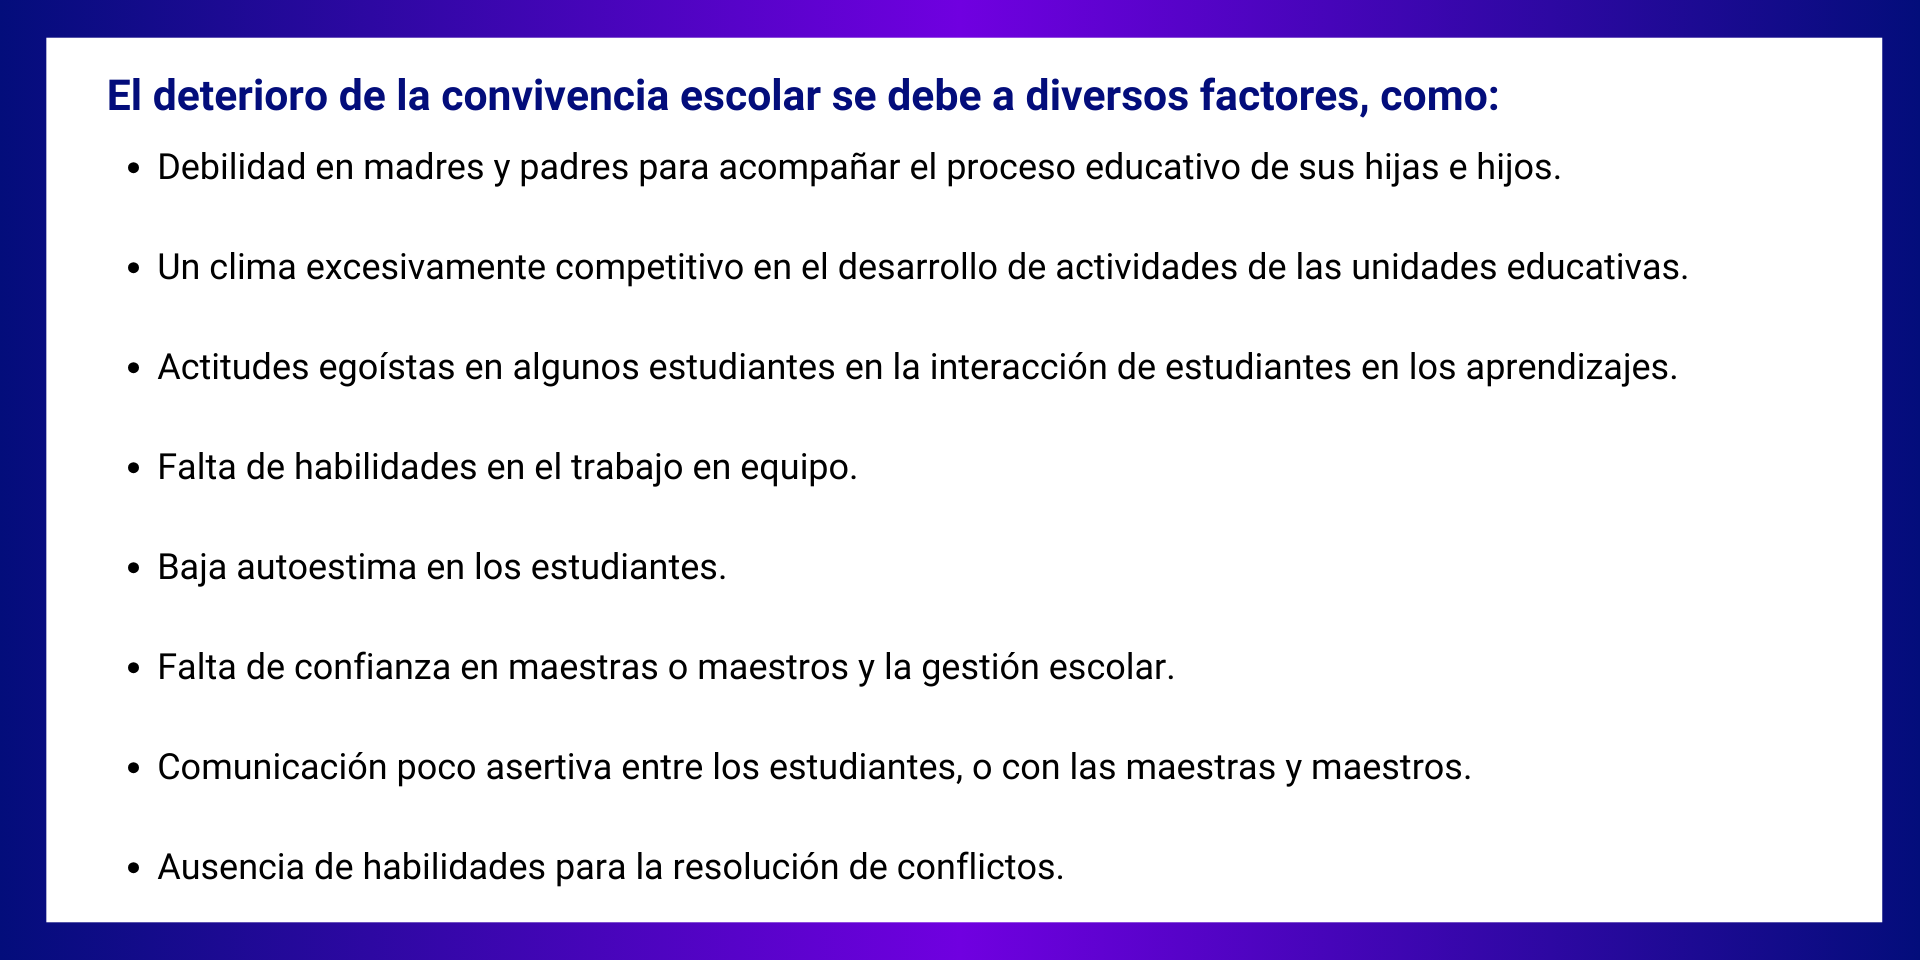 El deterioro de la convivencia escolar se debe a diversos factores, como:
• Debilidad en madres y padres para acompañar el proceso educativo de sus hijas e hijos.
• Un clima excesivamente competitivo en el desarrollo de actividades de las unidades educativas.
• Actitudes egoístas en algunos estudiantes en la interacción de estudiantes en los aprendizajes.
• Falta de habilidades en el trabajo en equipo.
• Baja autoestima en los estudiantes.
• Falta de confianza en maestras o maestros y la gestión escolar.
• Comunicación poco asertiva entre los estudiantes, o con las maestras y maestros.
• Ausencia de habilidades para la resolución de conflictos.